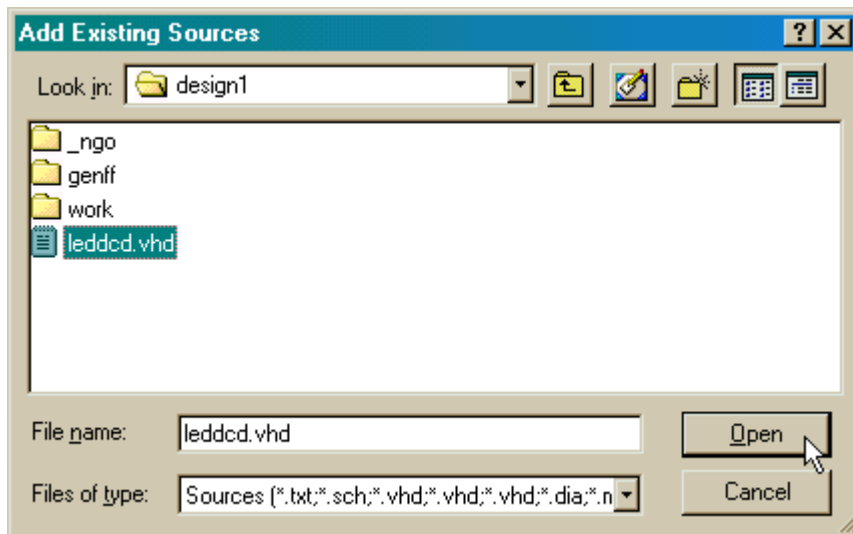 Add Existing Sources
Look in: design1
_ngo
genff
work
leddcd.vhd
File name: leddcd.vhd Open
Files of type: Sources (*.txt;*.sch;*.vhd;*.vhd;*.vhd;*.dia;*.n Cancel